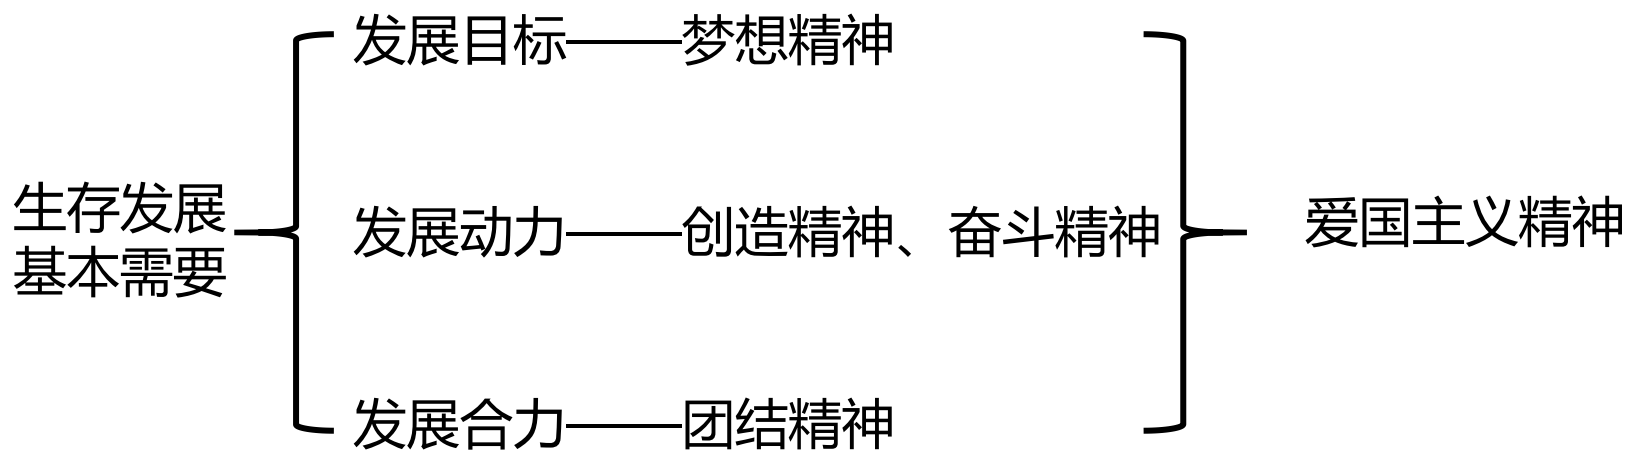 发展目标——梦想精神
生存发展
基本需要
发展动力——创造精神、奋斗精神
爱国主义精神
发展合力——团结精神